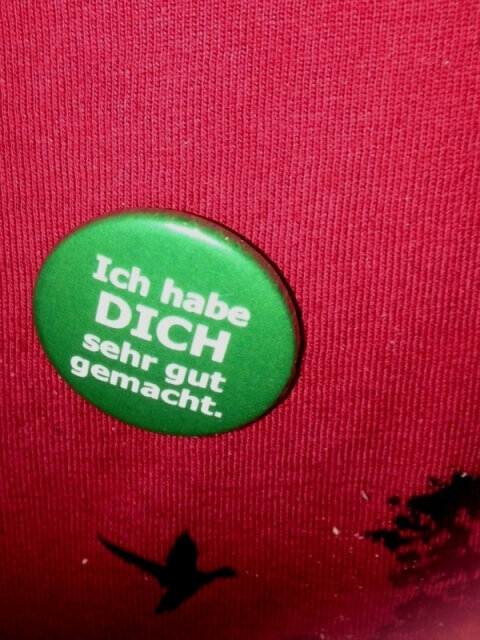 Ich habe
DICH
sehr gut
gemacht.